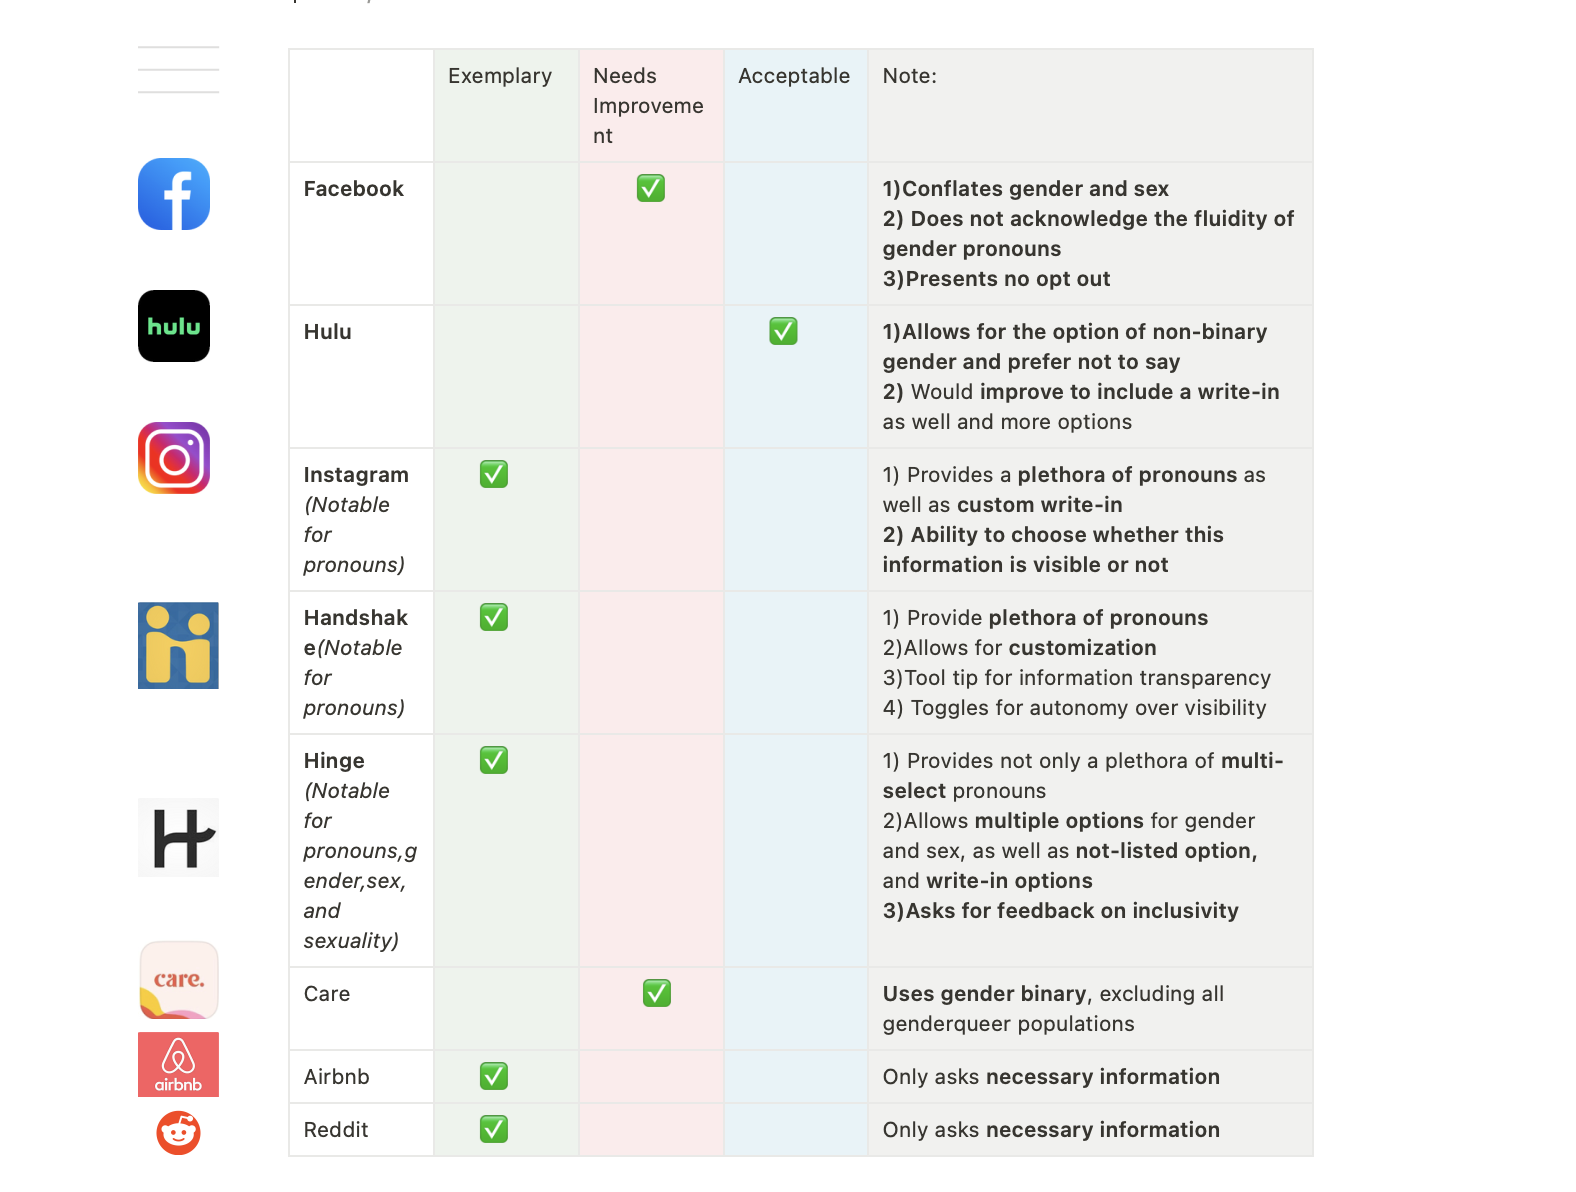 Exemplary
Needs
Improveme
nt
Acceptable
Note:
Facebook
✅
1)Conflates gender and sex
2) Does not acknowledge the fluidity of
gender pronouns
3)Presents no opt out
hulu
Hulu
✅
1)Allows for the option of non-binary
gender and prefer not to say
2) Would improve to include a write-in
as well and more options
Instagram
(Notable
for
pronouns)
✅
1) Provides a plethora of pronouns as
well as custom write-in
2) Ability to choose whether this
information is visible or not
Handshak
e(Notable
for
pronouns)
✅
1) Provide plethora of pronouns
2)Allows for customization
3)Tool tip for information transparency
4) Toggles for autonomy over visibility
Hinge
(Notable
for
pronouns,g
ender,sex,
and
sexuality)
✅
1) Provides not only a plethora of multi-
select pronouns
2)Allows multiple options for gender
and sex, as well as not-listed option,
and write-in options
3)Asks for feedback on inclusivity
care.
Care
✅
Uses gender binary, excluding all
genderqueer populations
airbnb
Airbnb
✅
Only asks necessary information
Reddit
✅
Only asks necessary information